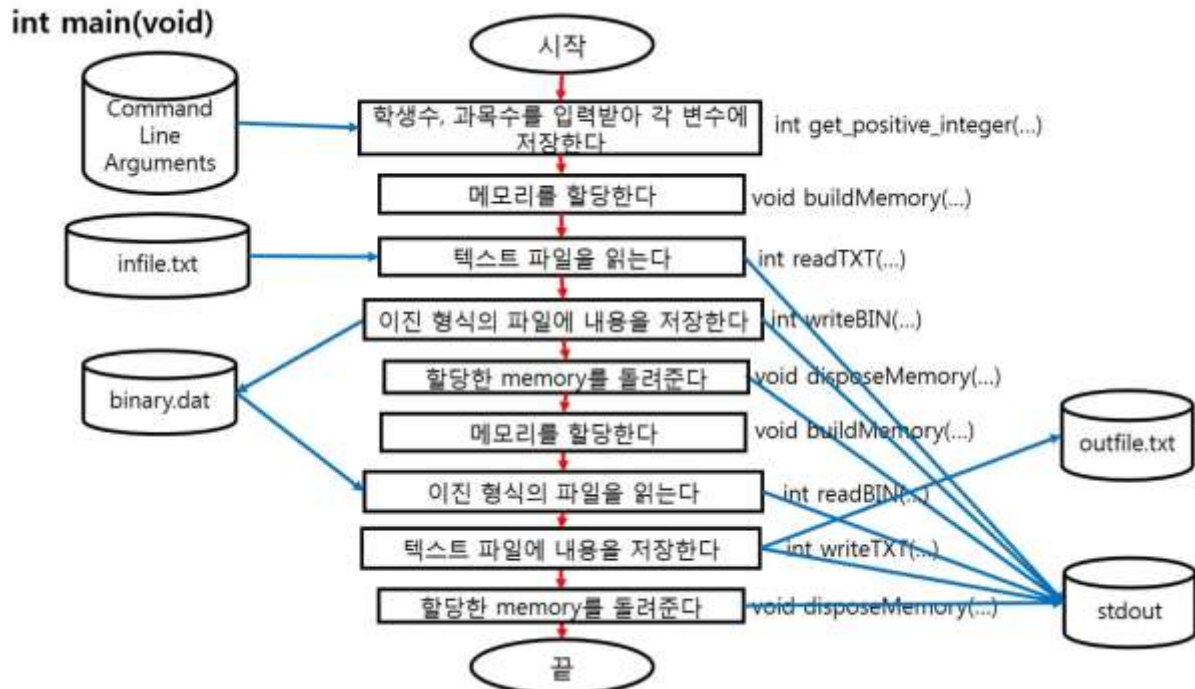 int main(void)
시작
Command
Line
Arguments
학생수, 과목수를 입력받아 각 변수에
저장한다
int get_positive_integer(...)
메모리를 할당한다
void buildMemory(...)
infile.txt
텍스트 파일을 읽는다
int readTXT(...)
이진 형식의 파일에 내용을 저장한다
int writeBIN(...)
binary.dat
할당한 memory를 돌려준다
void disposeMemory(...)
메모리를 할당한다
void buildMemory(...)
outfile.txt
이진 형식의 파일을 읽는다
int readBIN(...)
텍스트 파일에 내용을 저장한다
int writeTXT(...)
할당한 memory를 돌려준다
void disposeMemory(...)
stdout
끝